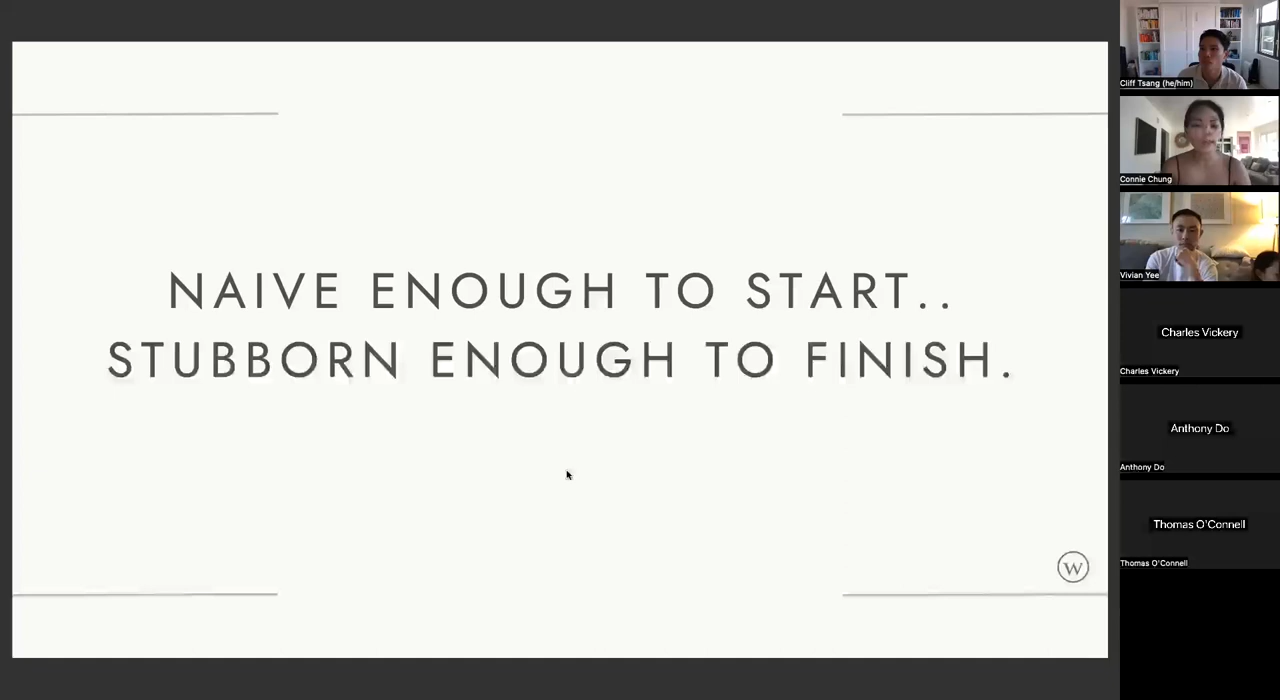 NAIVE ENOUGH TO START..
STUBBORN ENOUGH TO FINISH.
W
Cliff Tsang (he/him)
Connie Chung
Vivian Yee
Charles Vickery
Charles Vickery
Anthony Do
Anthony Do
Thomas O'Connell
Thomas O'Connell